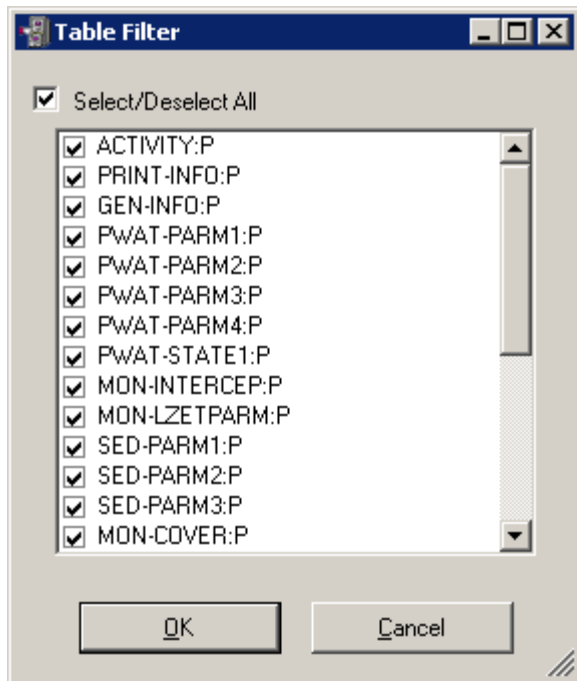 Table Filter
Select/Deselect All
ACTIVITY:P
PRINT-INFO:P
GEN-INFO:P
PWAT-PARM1:P
PWAT-PARM2:P
PWAT-PARM3:P
PWAT-PARM4:P
PWAT-STATE1:P
MON-INTERCEP:P
MON-LZETPARM:P
SED-PARM1:P
SED-PARM2:P
SED-PARM3:P
MON-COVER:P
OK Cancel